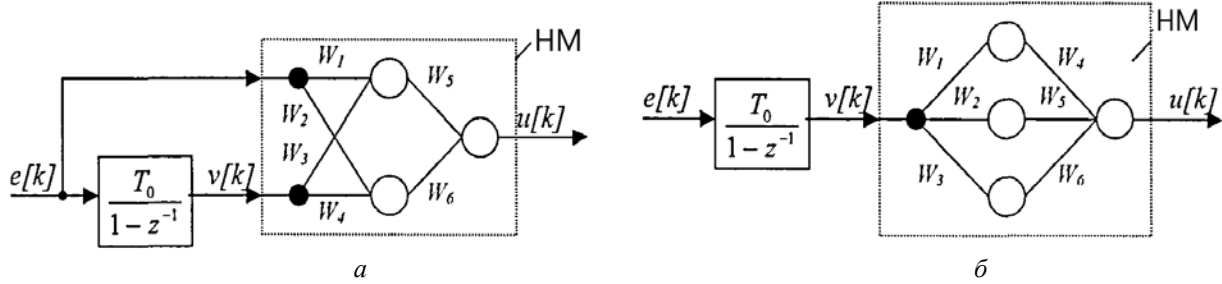 НМ
W₁
W₅
W₂
u[k]
W₃
e[k]
T₀
1 − z⁻¹
v[k]
W₄
W₆
а
НМ
W₁
W₄
e[k]
T₀
1 − z⁻¹
v[k]
W₂
W₅
u[k]
W₃
W₆
б